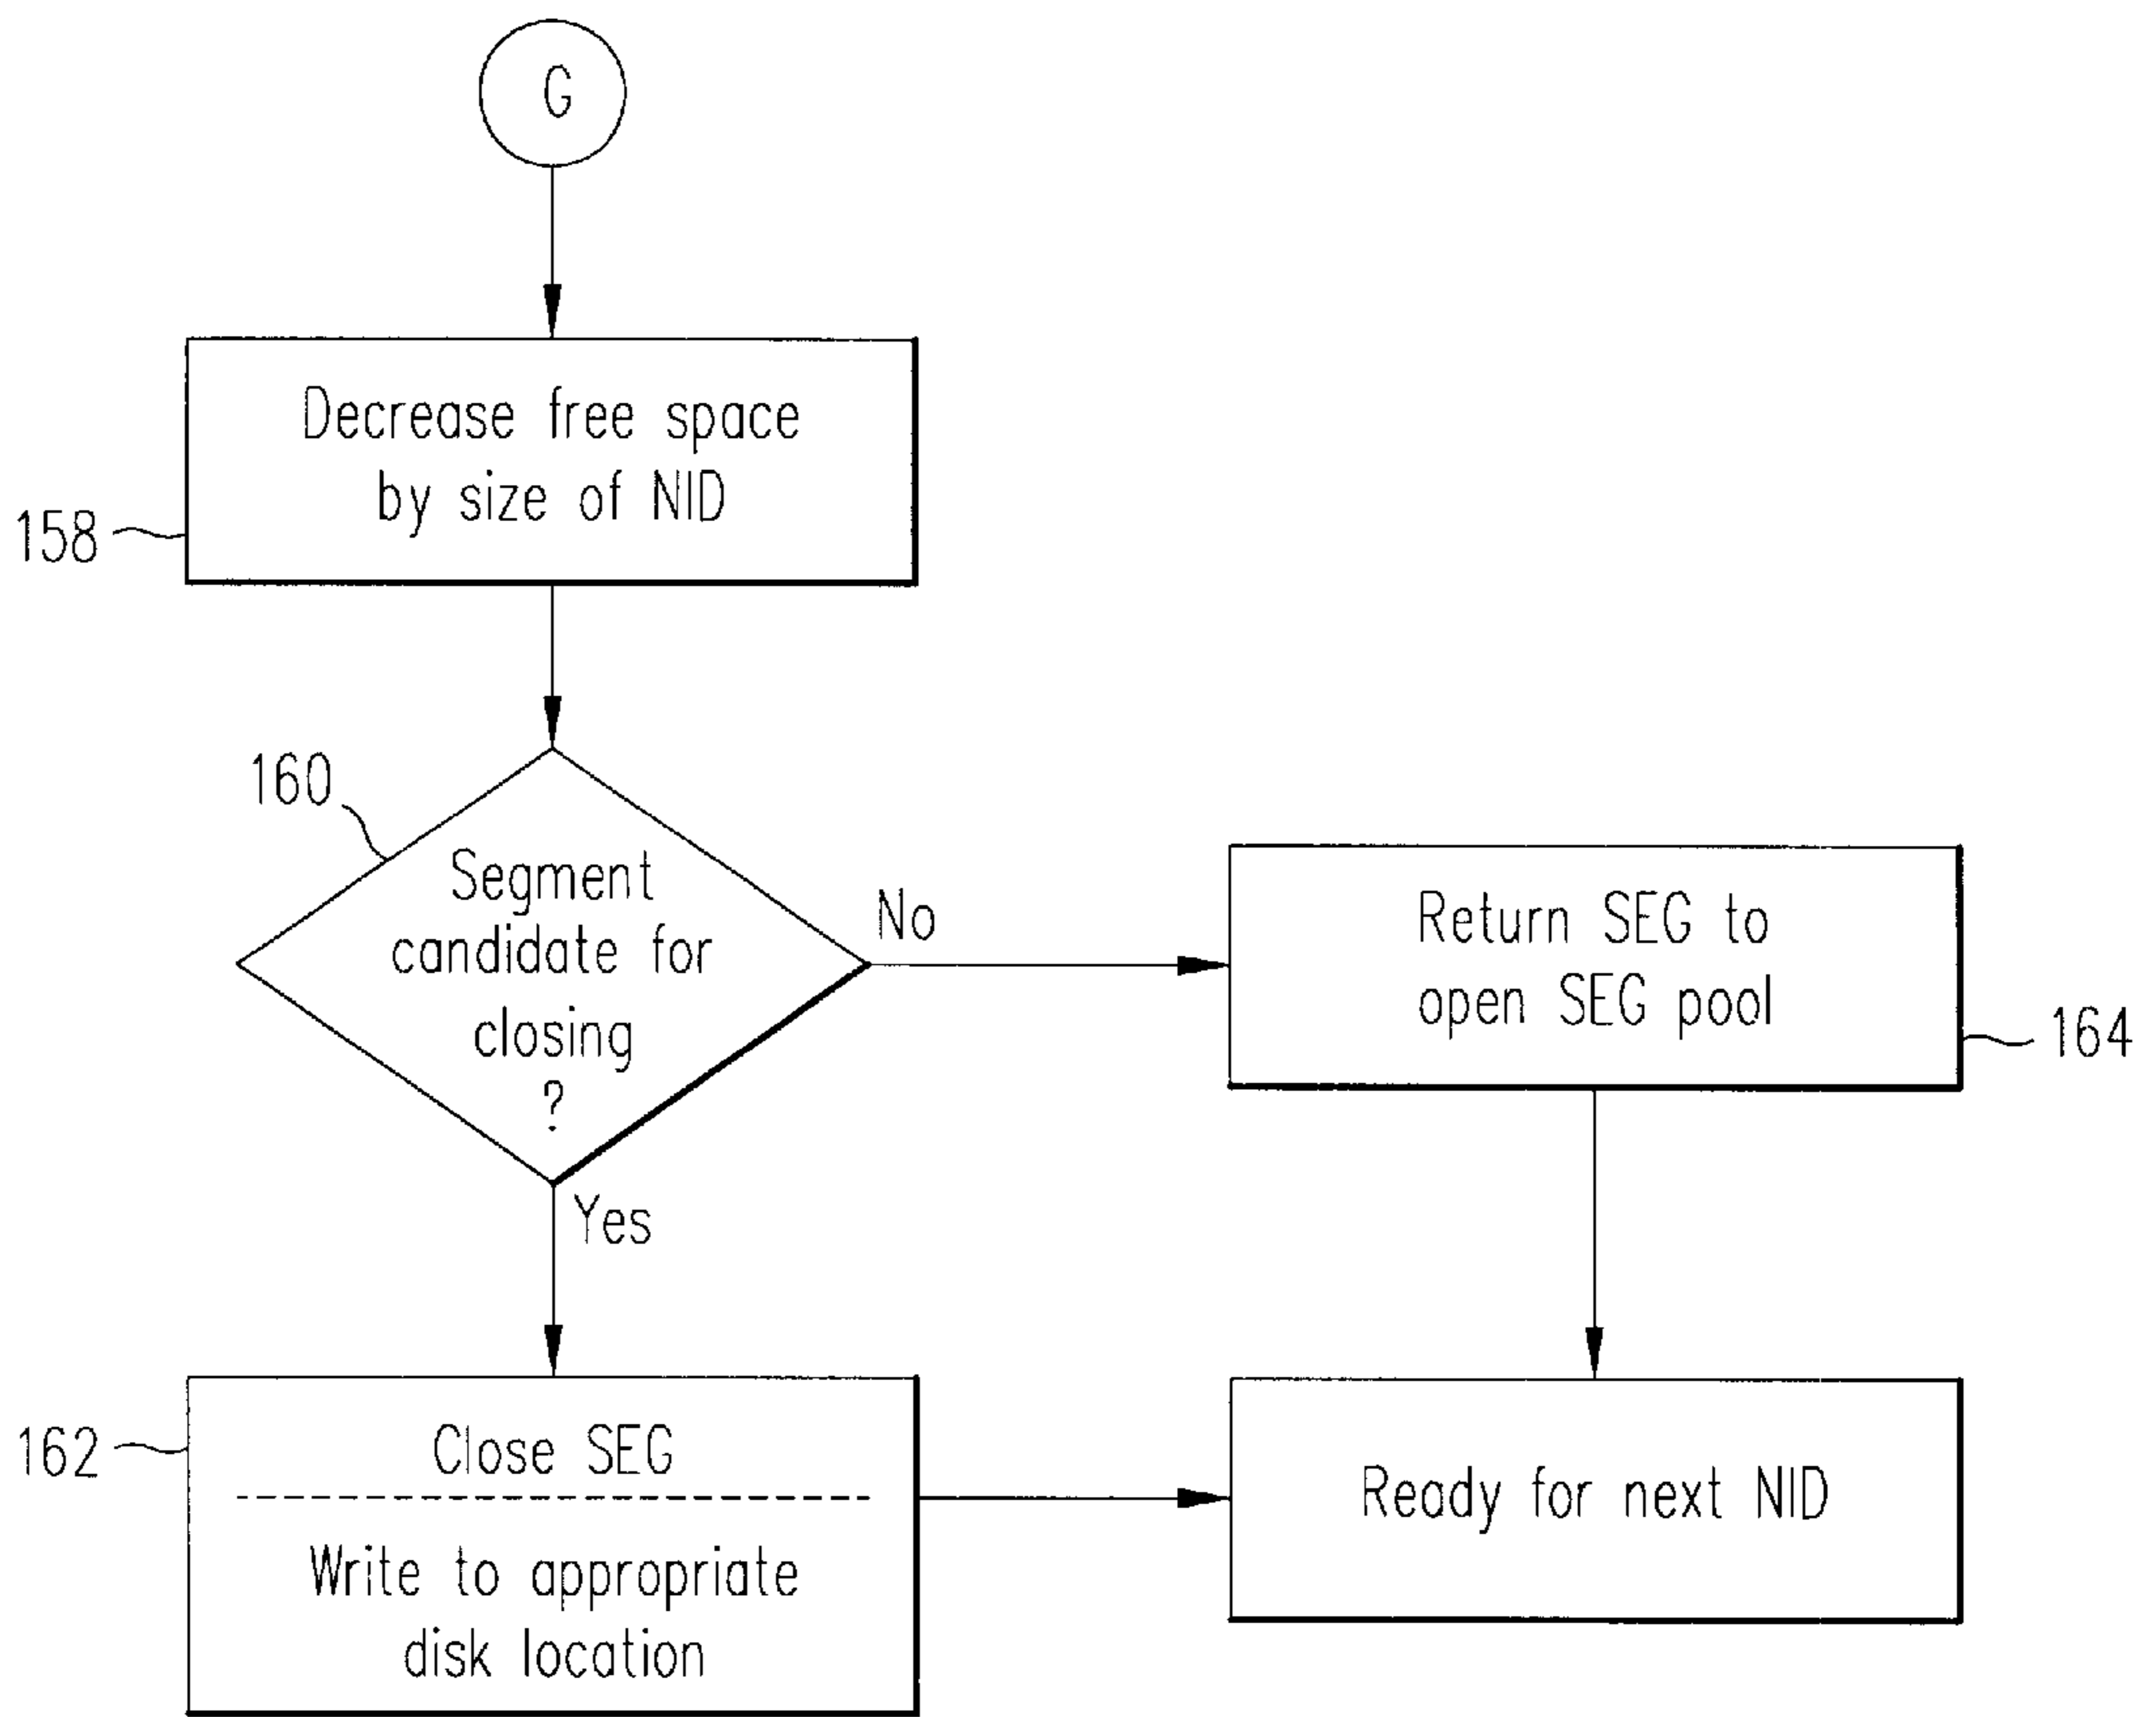 G
Decrease free space
by size of NID
158
160
Segment
candidate for
closing
?
No
Yes
Return SEG to
open SEG pool
164
162
Close SEG
Write to appropriate
disk location
Ready for next NID